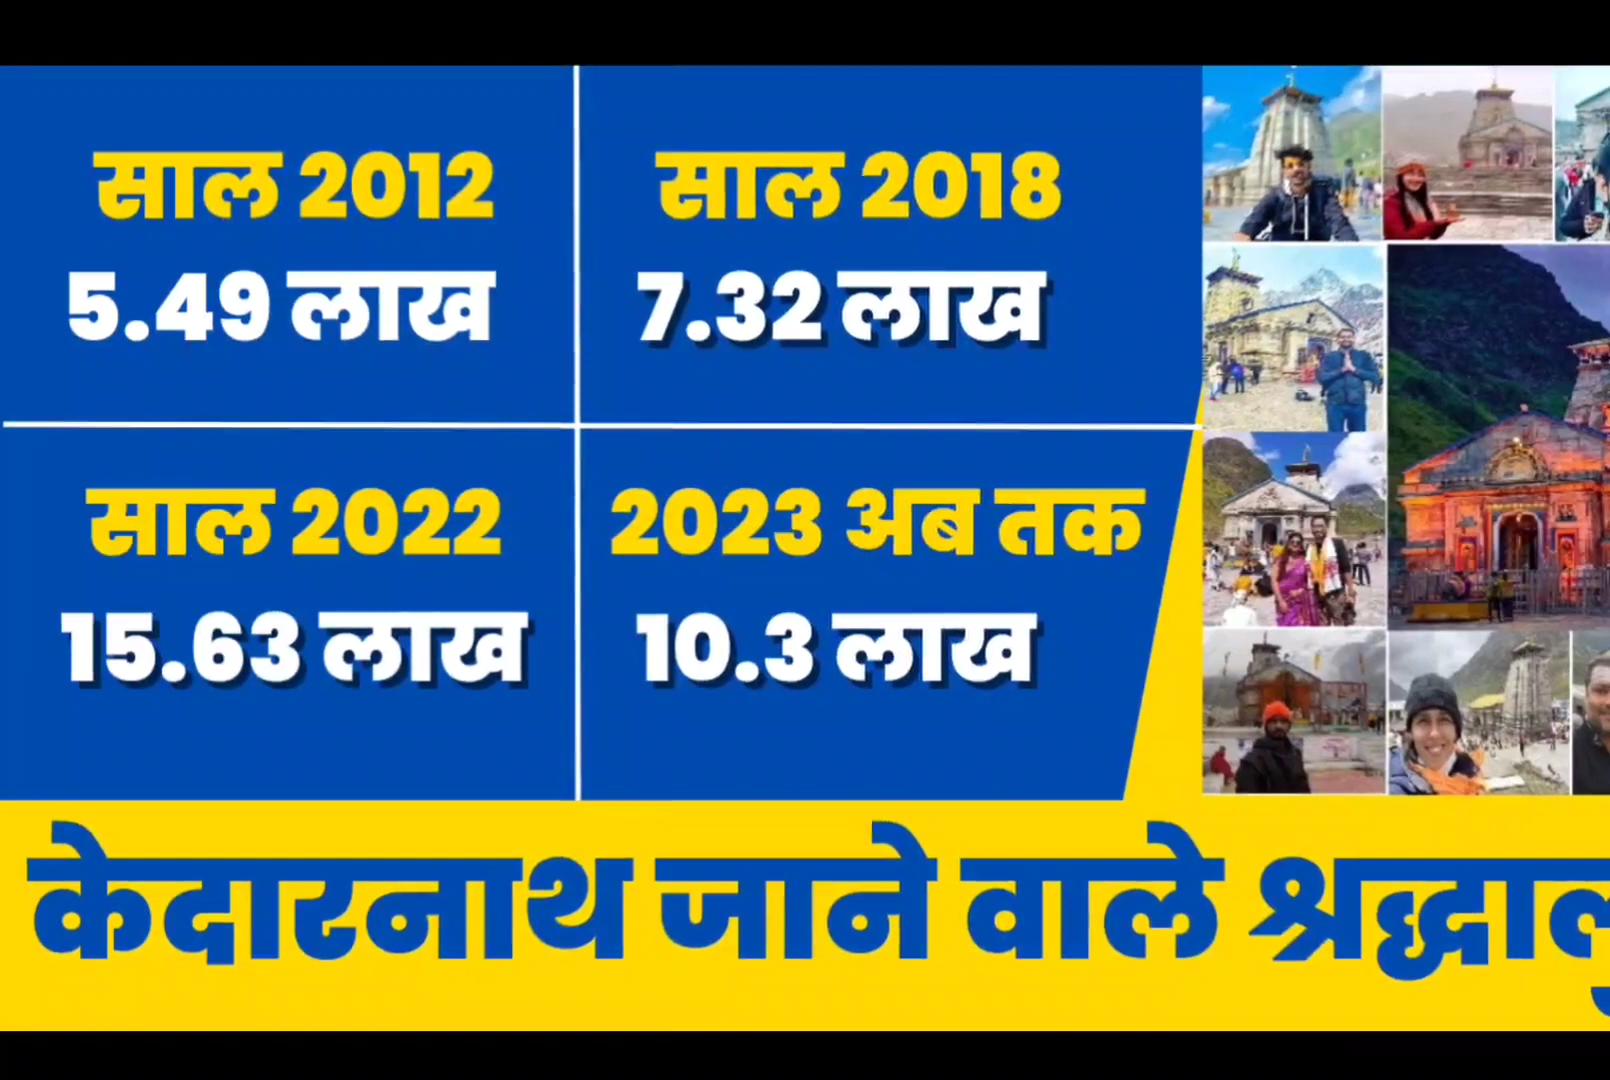 साल 2012
5.49 लाख
साल 2018
7.32 लाख
साल 2022
15.63 लाख
2023 अब तक
10.3 लाख
केदारनाथ जाने वाले श्रद्धालु